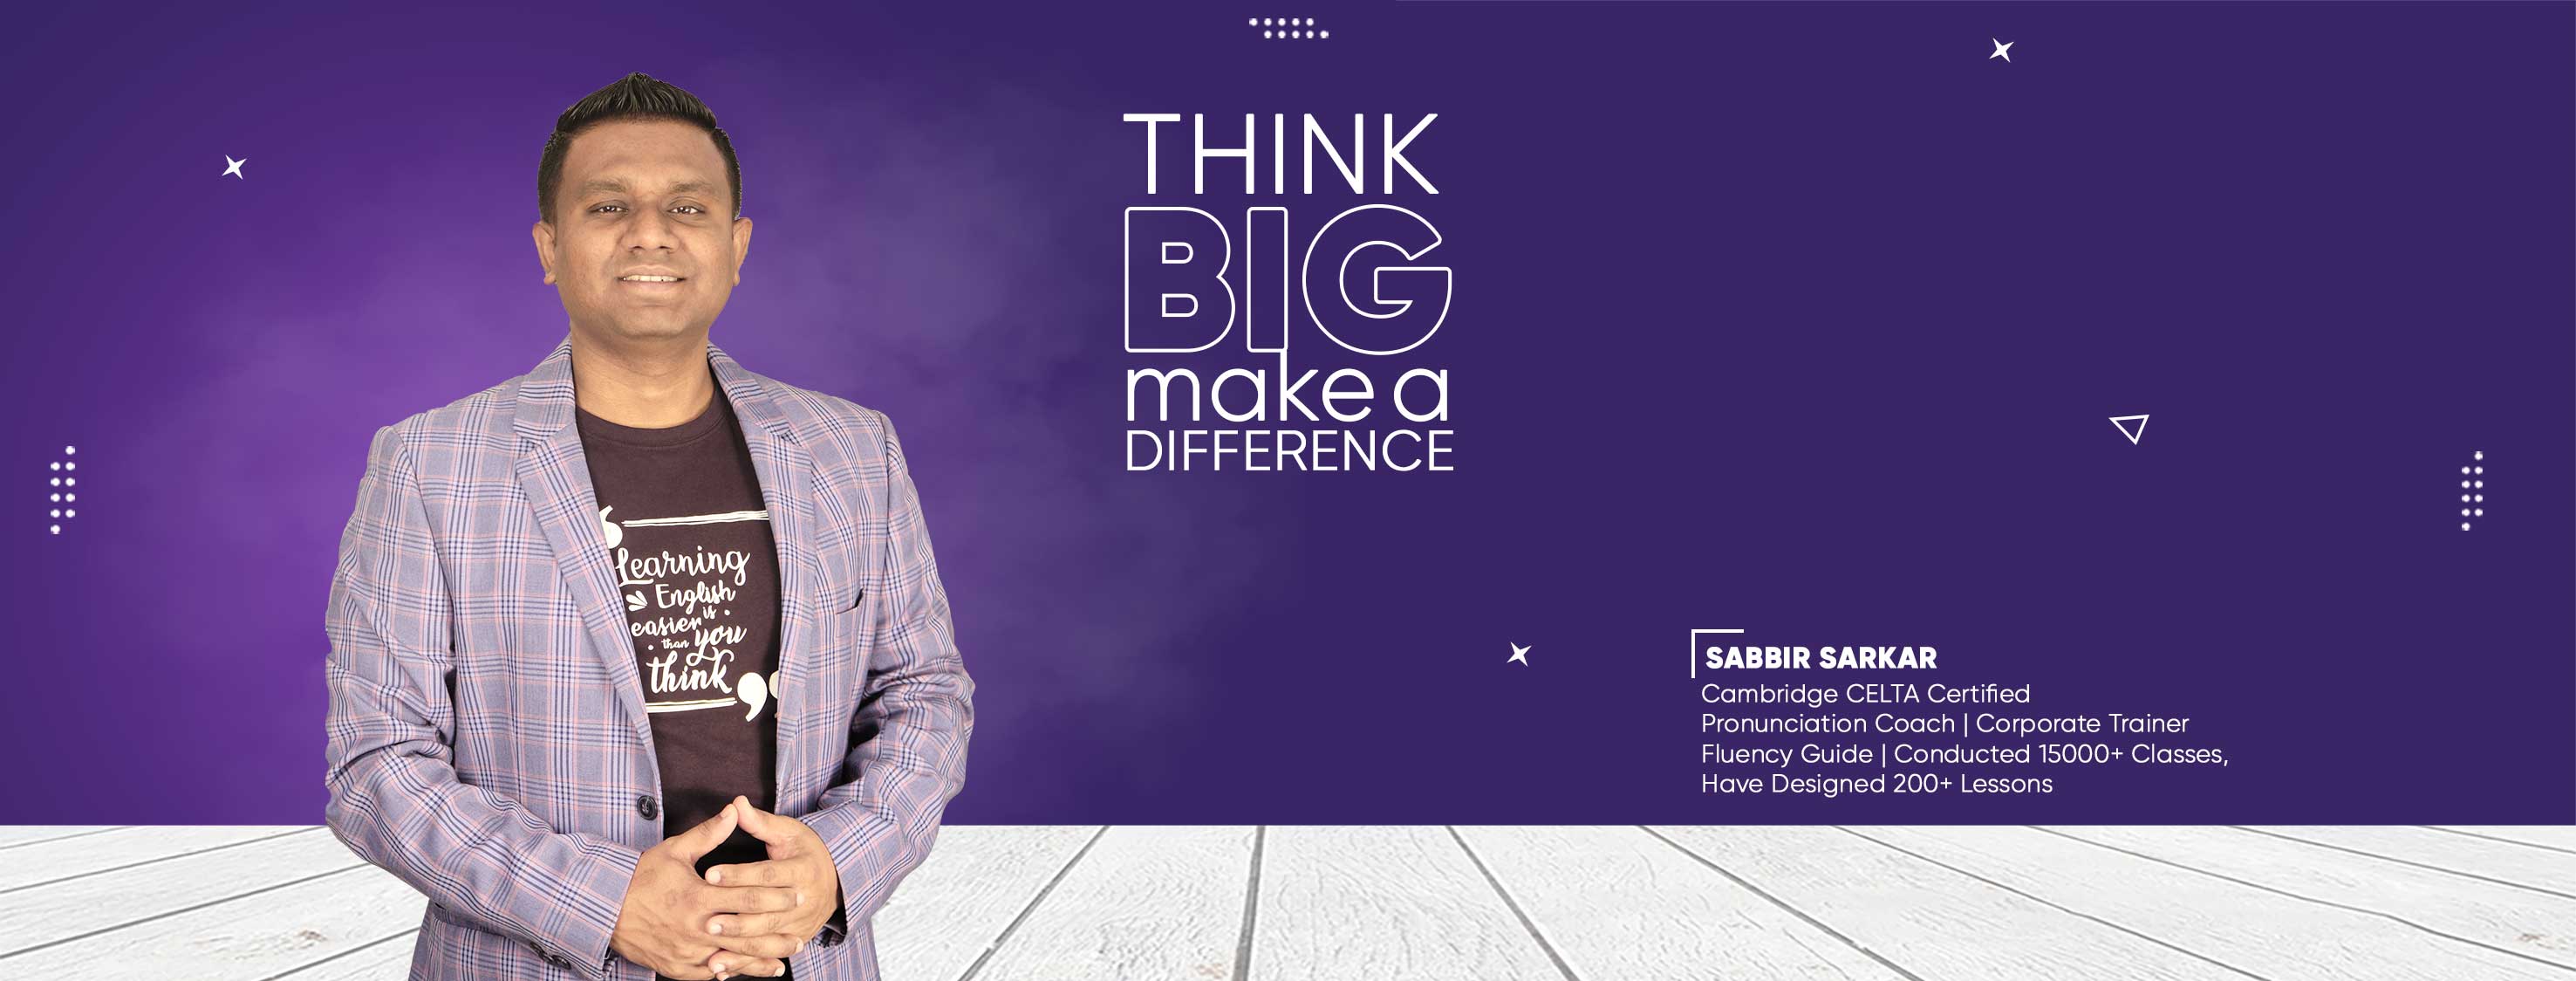 THINK
BIG
make a
DIFFERENCE
Learning
English
is
easier
than you
think
SABBIR SARKAR
Cambridge CELTA Certified
Pronunciation Coach | Corporate Trainer
Fluency Guide | Conducted 15000+ Classes,
Have Designed 200+ Lessons